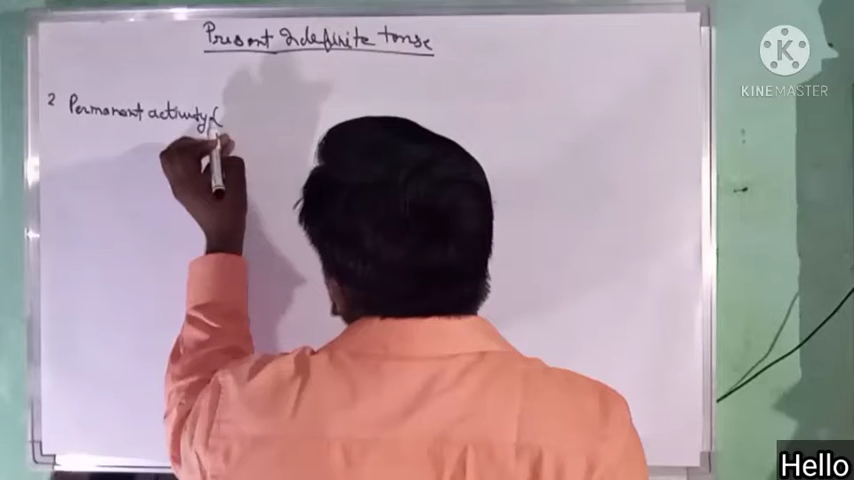 Present Indefinite tense
2 Permanent activity (
K
KINEMASTER
Hello